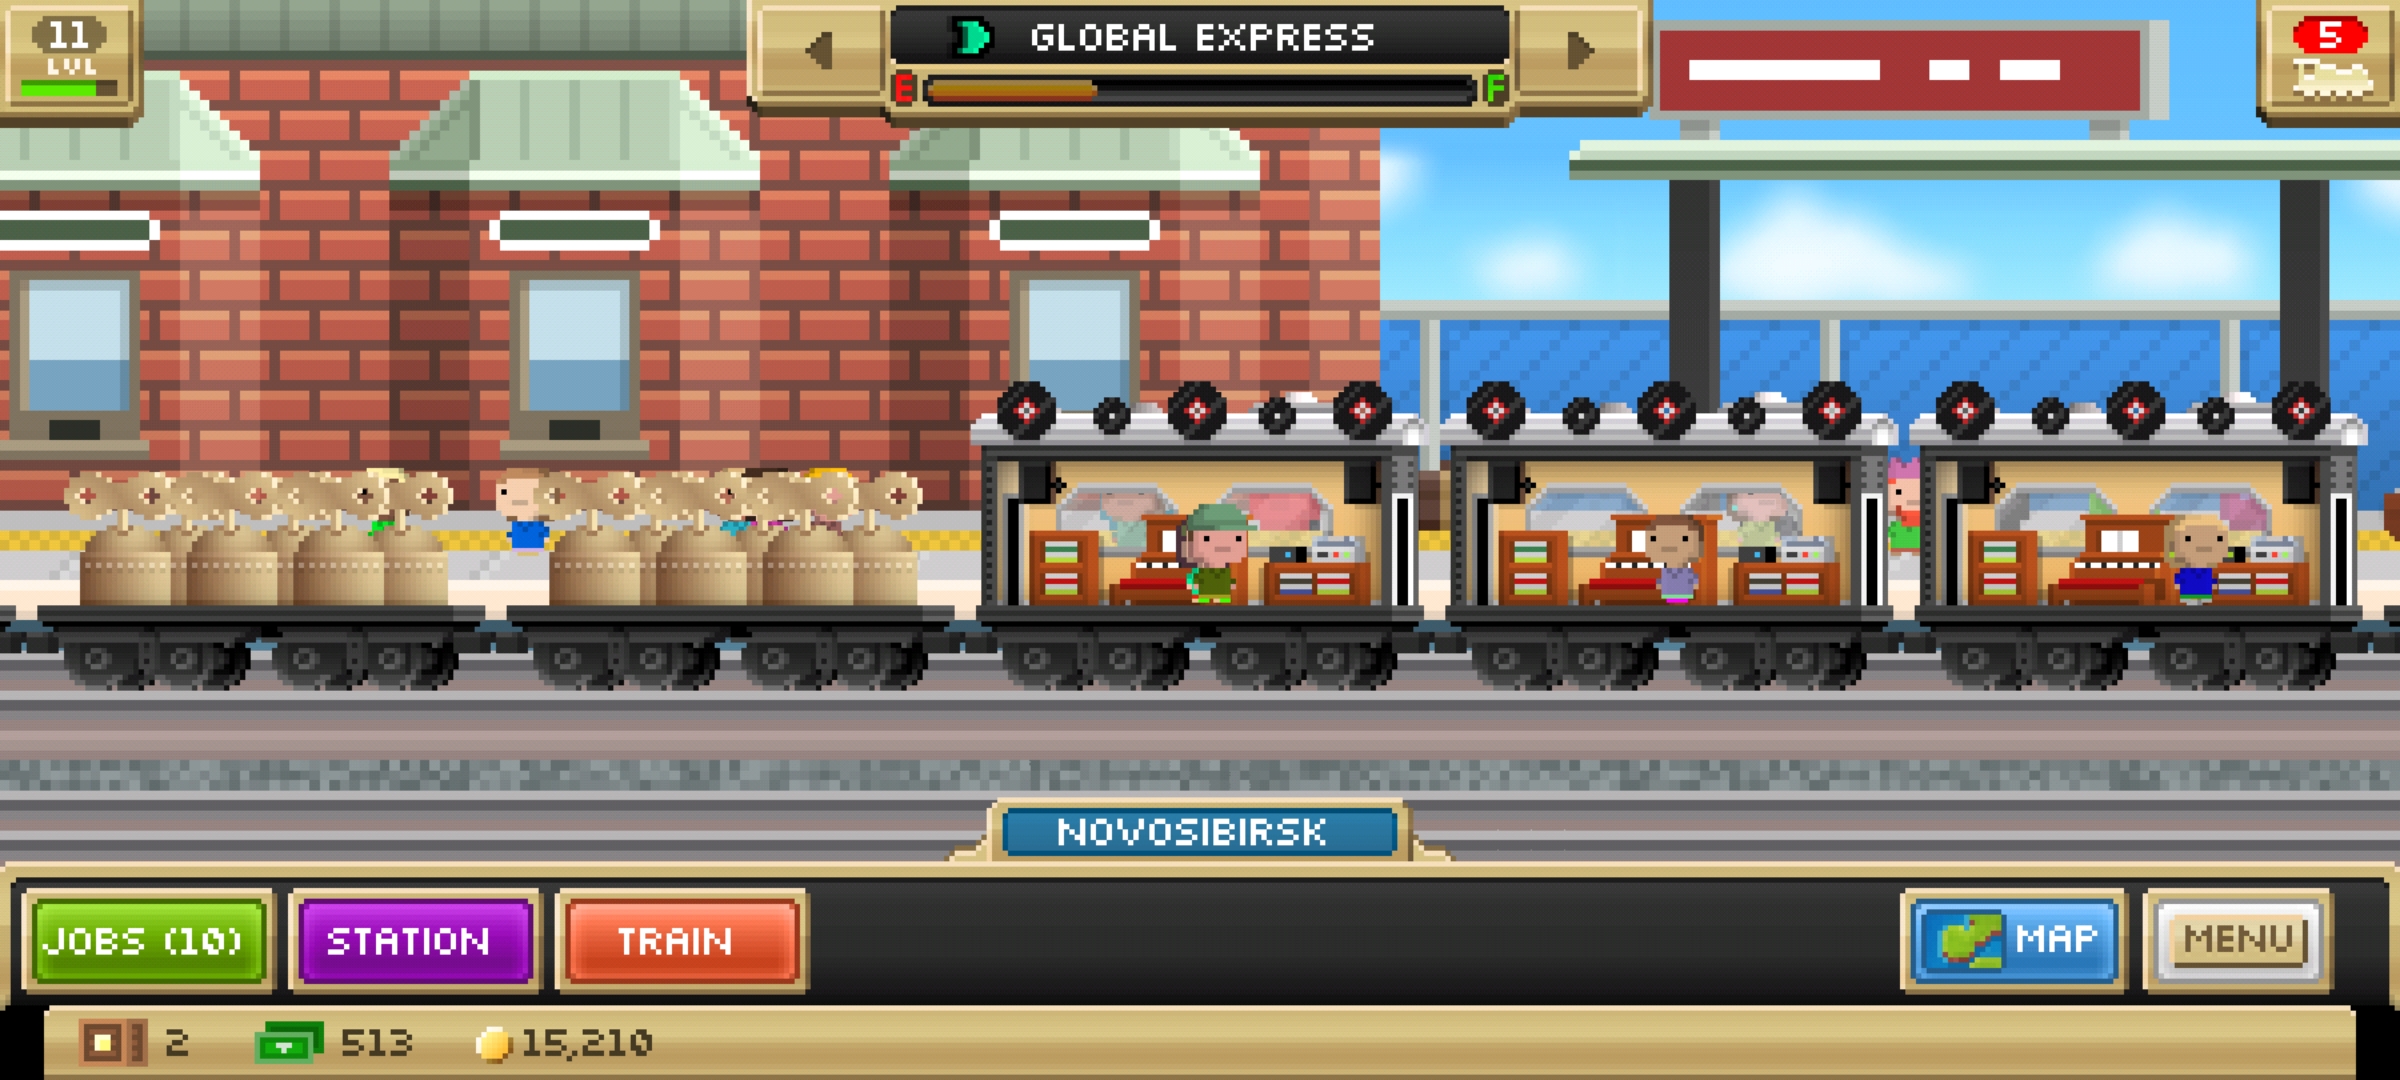 11
LVL
GLOBAL EXPRESS
E
F
5
NOVOSIBIRSK
JOBS (10)
STATION
TRAIN
MAP
MENU
2
513
15,210